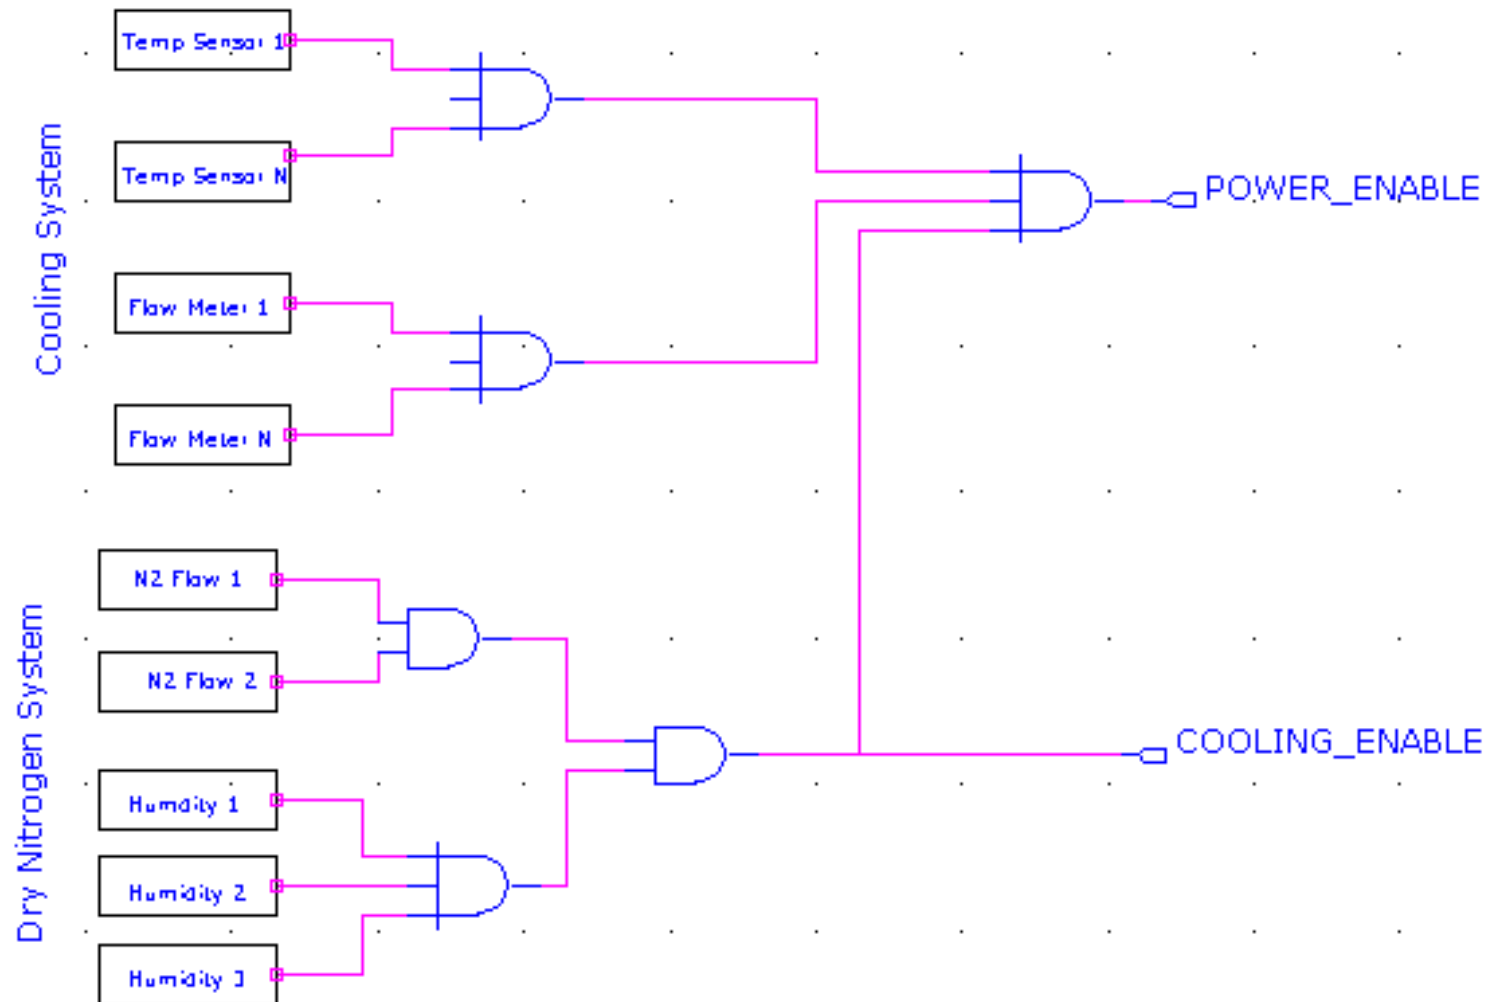 Cooling System
Temp Sensor 1
Temp Sensor N
Flow Meter 1
Flow Meter N
POWER_ENABLE
Dry Nitrogen System
N2 Flow 1
N2 Flow 2
Humidity 1
Humidity 2
Humidity 3
COOLING_ENABLE